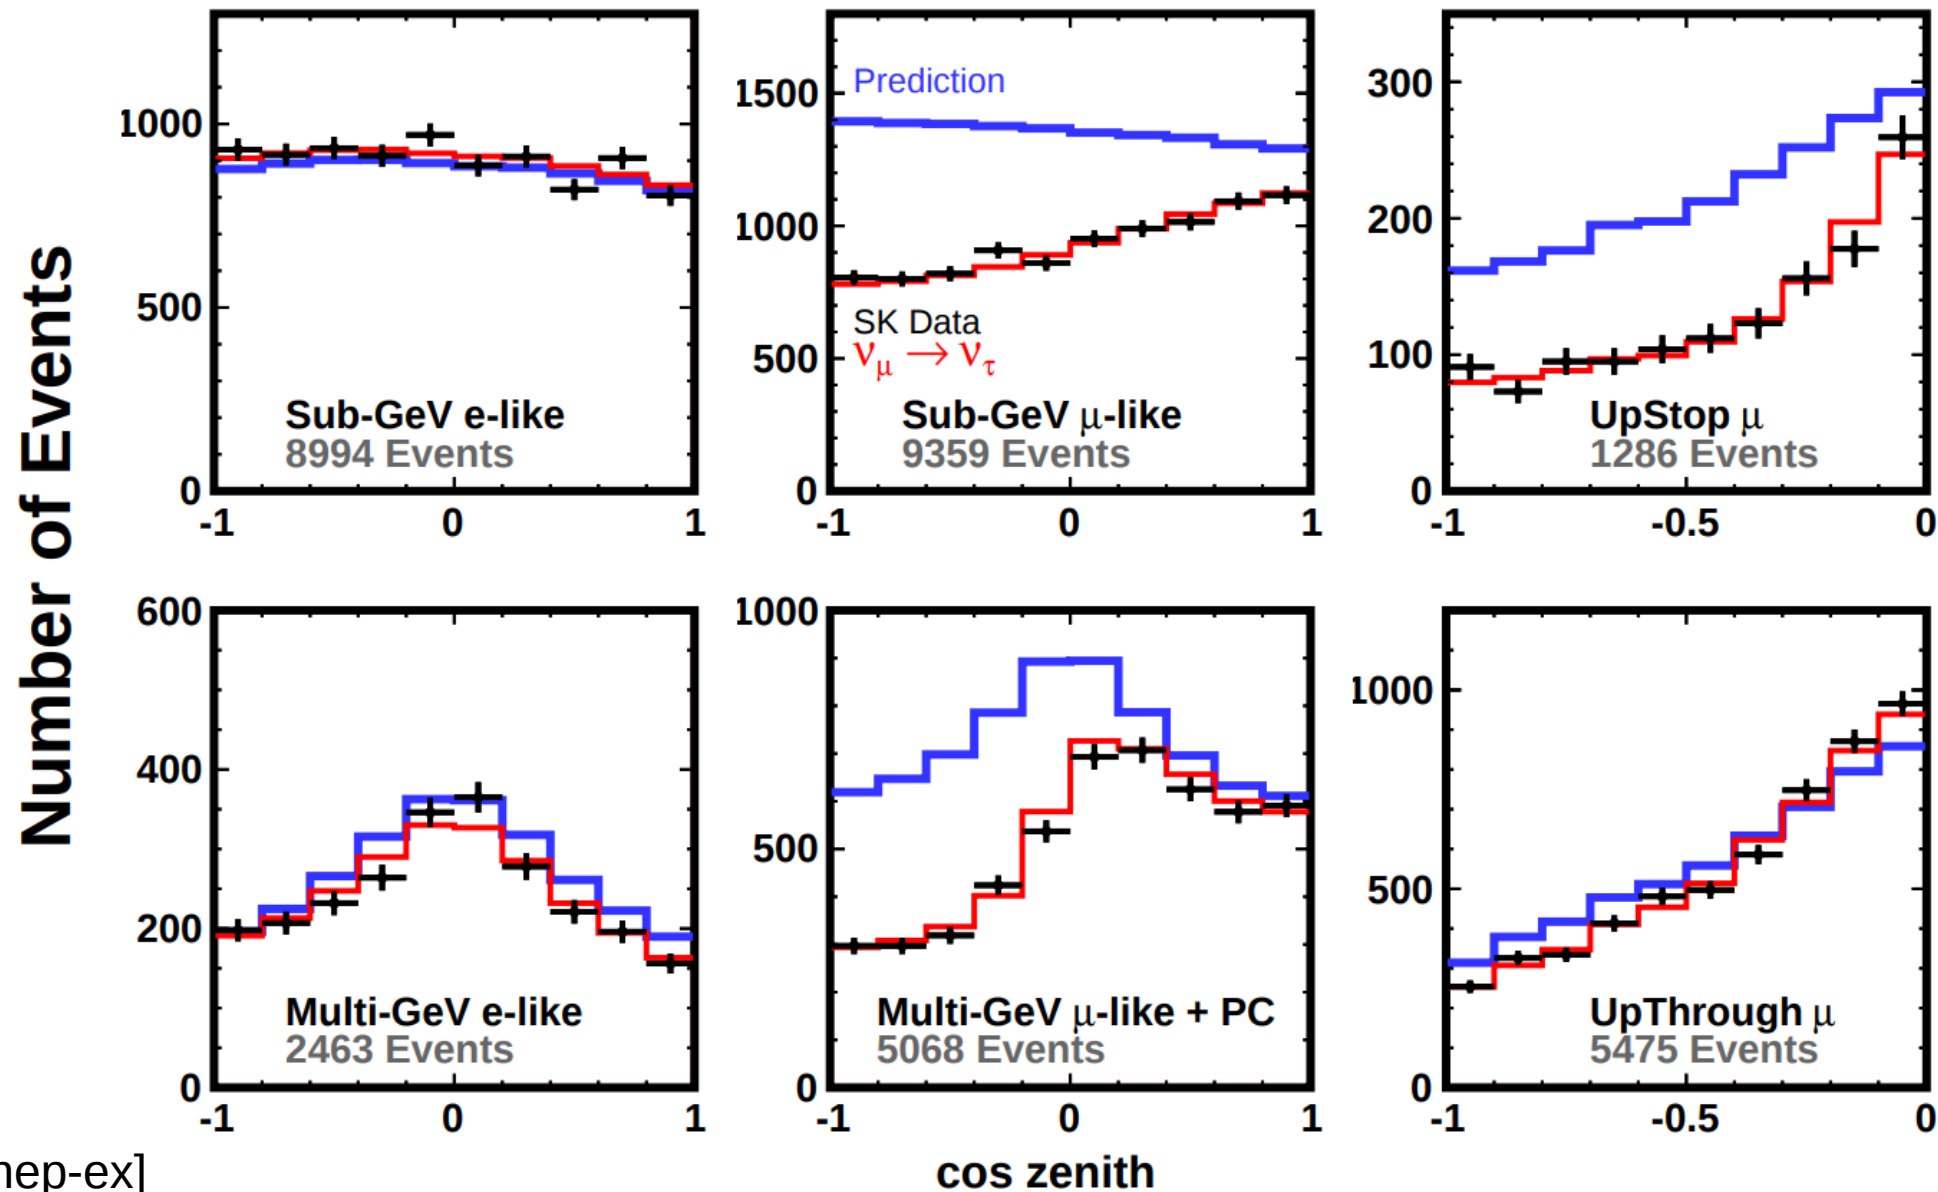 Number of Events
1000
500
0
-1 0 1
Sub-GeV e-like
8994 Events
1500
1000
500
0
-1 0 1
Prediction
SK Data
νμ → ντ
Sub-GeV μ-like
9359 Events
300
200
100
0
-1 -0.5 0
UpStop μ
1286 Events
600
400
200
0
-1 0 1
Multi-GeV e-like
2463 Events
1000
500
0
-1 0 1
Multi-GeV μ-like + PC
5068 Events
1000
500
0
-1 -0.5 0
UpThrough μ
5475 Events
cos zenith
hep-ex]